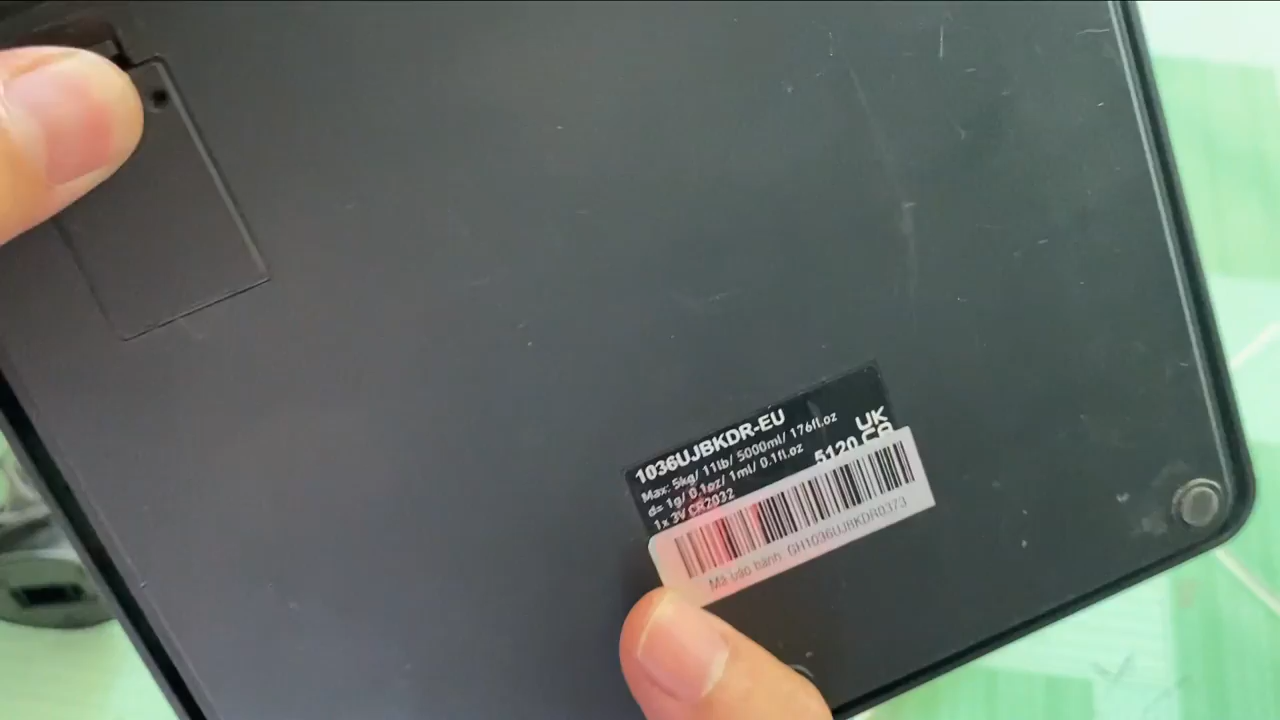 1036UJBKDR-EU
Max: 5kg/ 11lb/ 5000ml/ 176fl.oz
d= 1g/ 0.1oz/ 1ml/ 0.1fl.oz
1x 3V CR2032
5120
UK
CA
Mã bảo hành GH1036UJBKDR0373